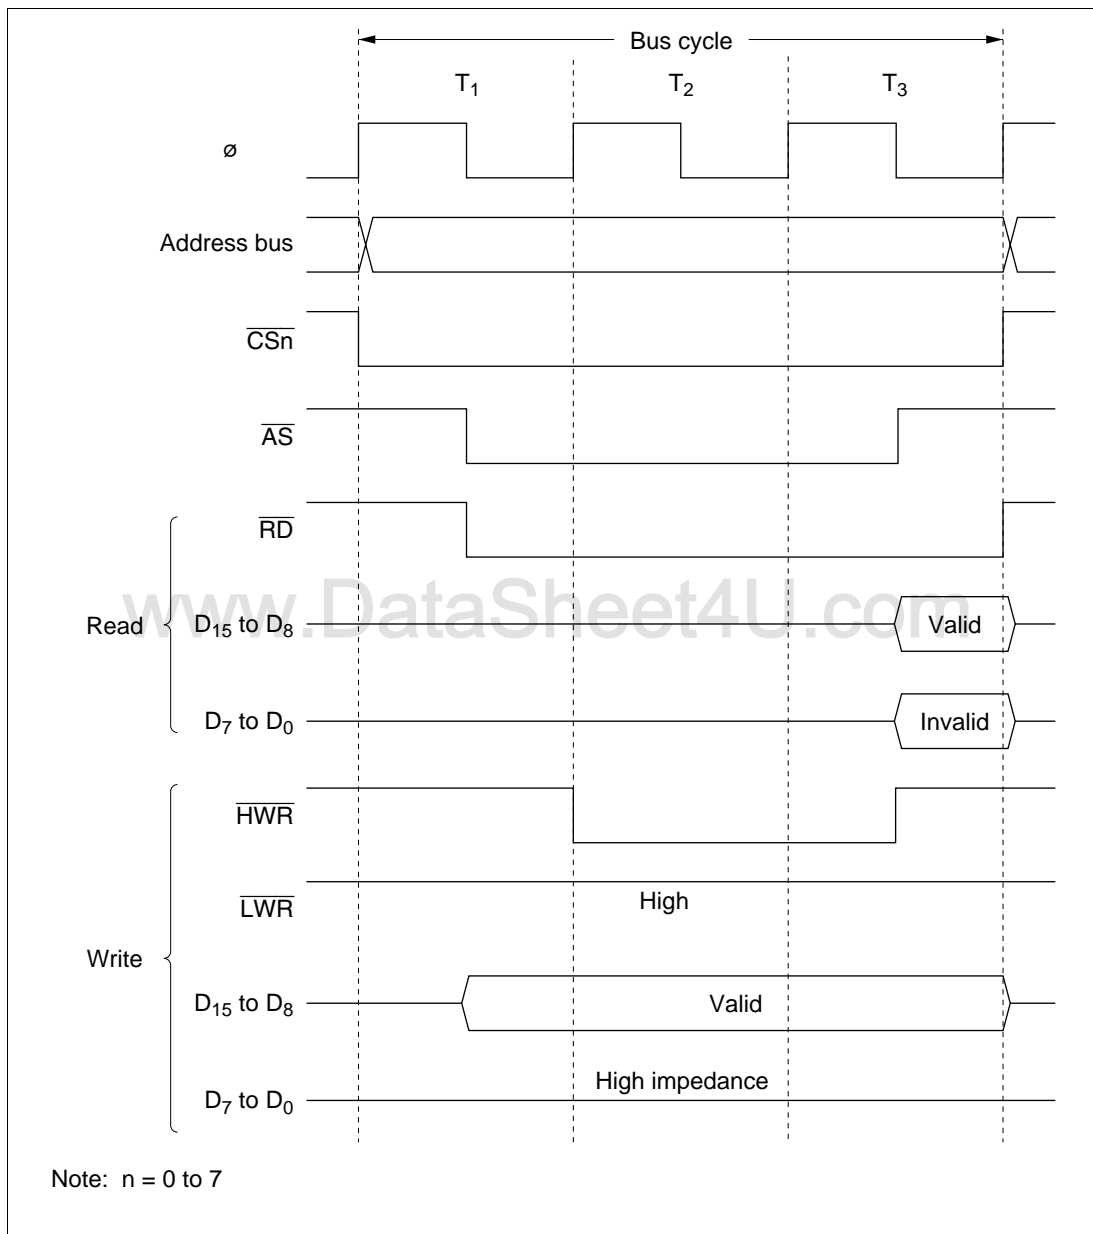 Bus cycle
T1 T2 T3
ø
Address bus
CSn
AS
RD
www.DataSheet4U.com
Read D15 to D8 Valid
D7 to D0 Invalid
HWR
LWR High
Write
D15 to D8 Valid
D7 to D0 High impedance
Note: n = 0 to 7